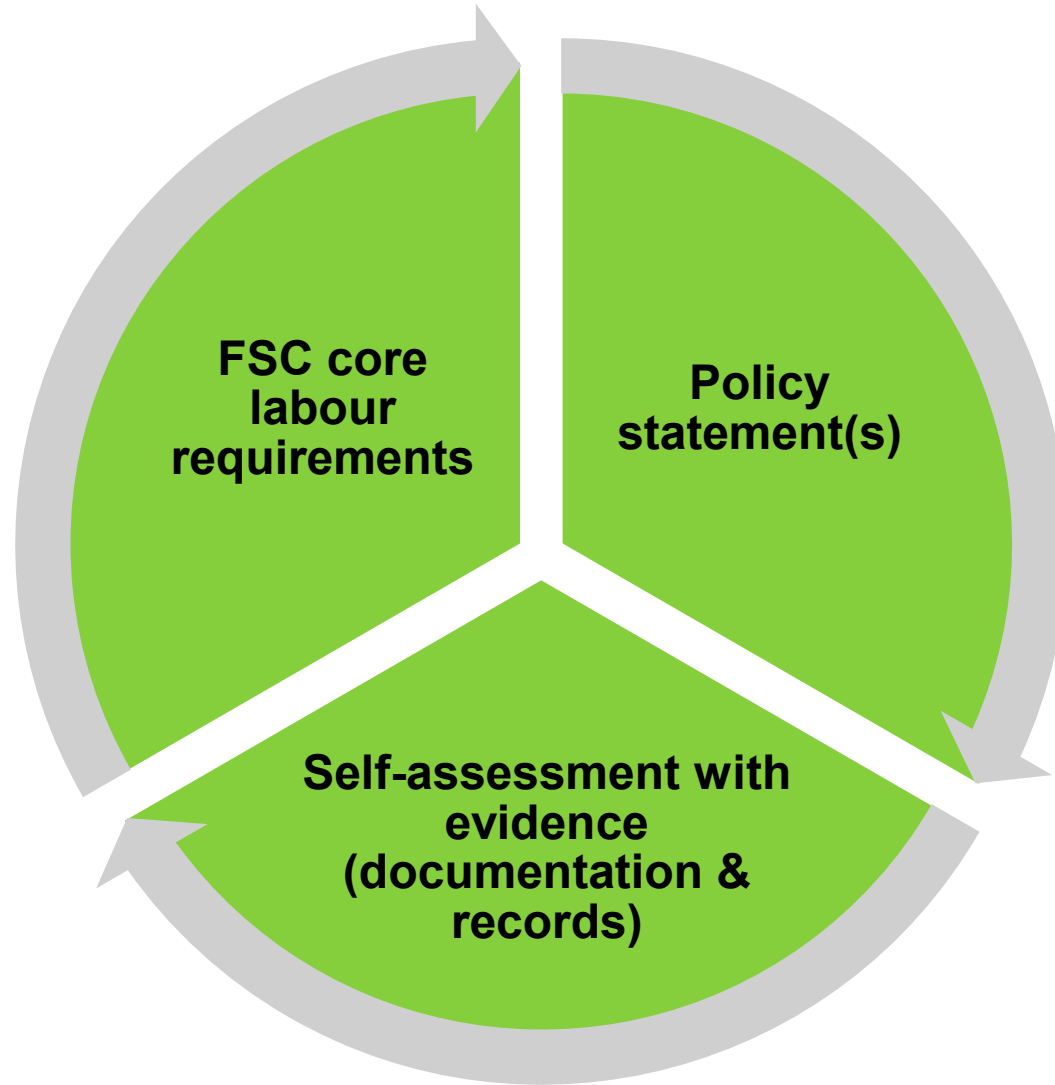 FSC core
labour
requirements
Policy
statement(s)
Self-assessment with
evidence
(documentation &
records)